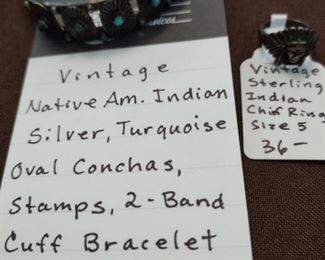 Vintage
Native Am. Indian
Silver, Turquoise
Oval Conchas,
Stamps, 2-Band
Cuff Bracelet
Vintage
Sterling
Indian
Chief Ring
Size 5
36-